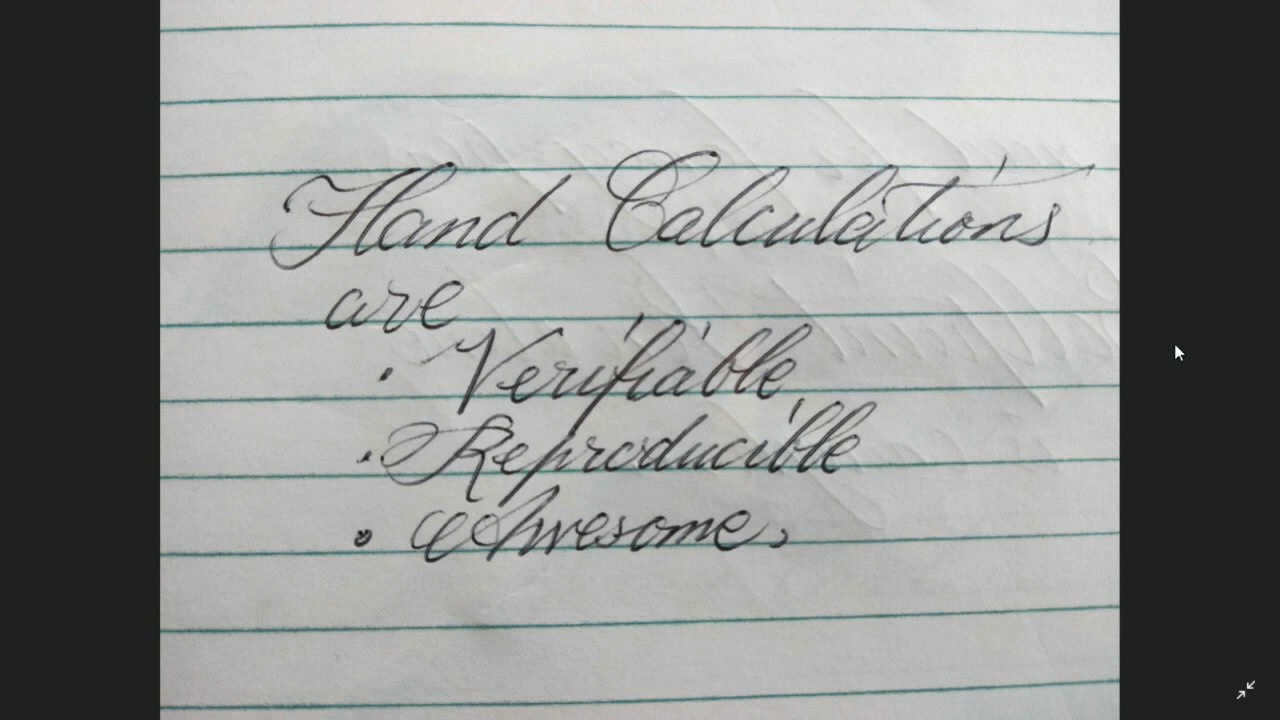 Hand Calculations
are
• Verifiable
• Reproducible
• Awesome,